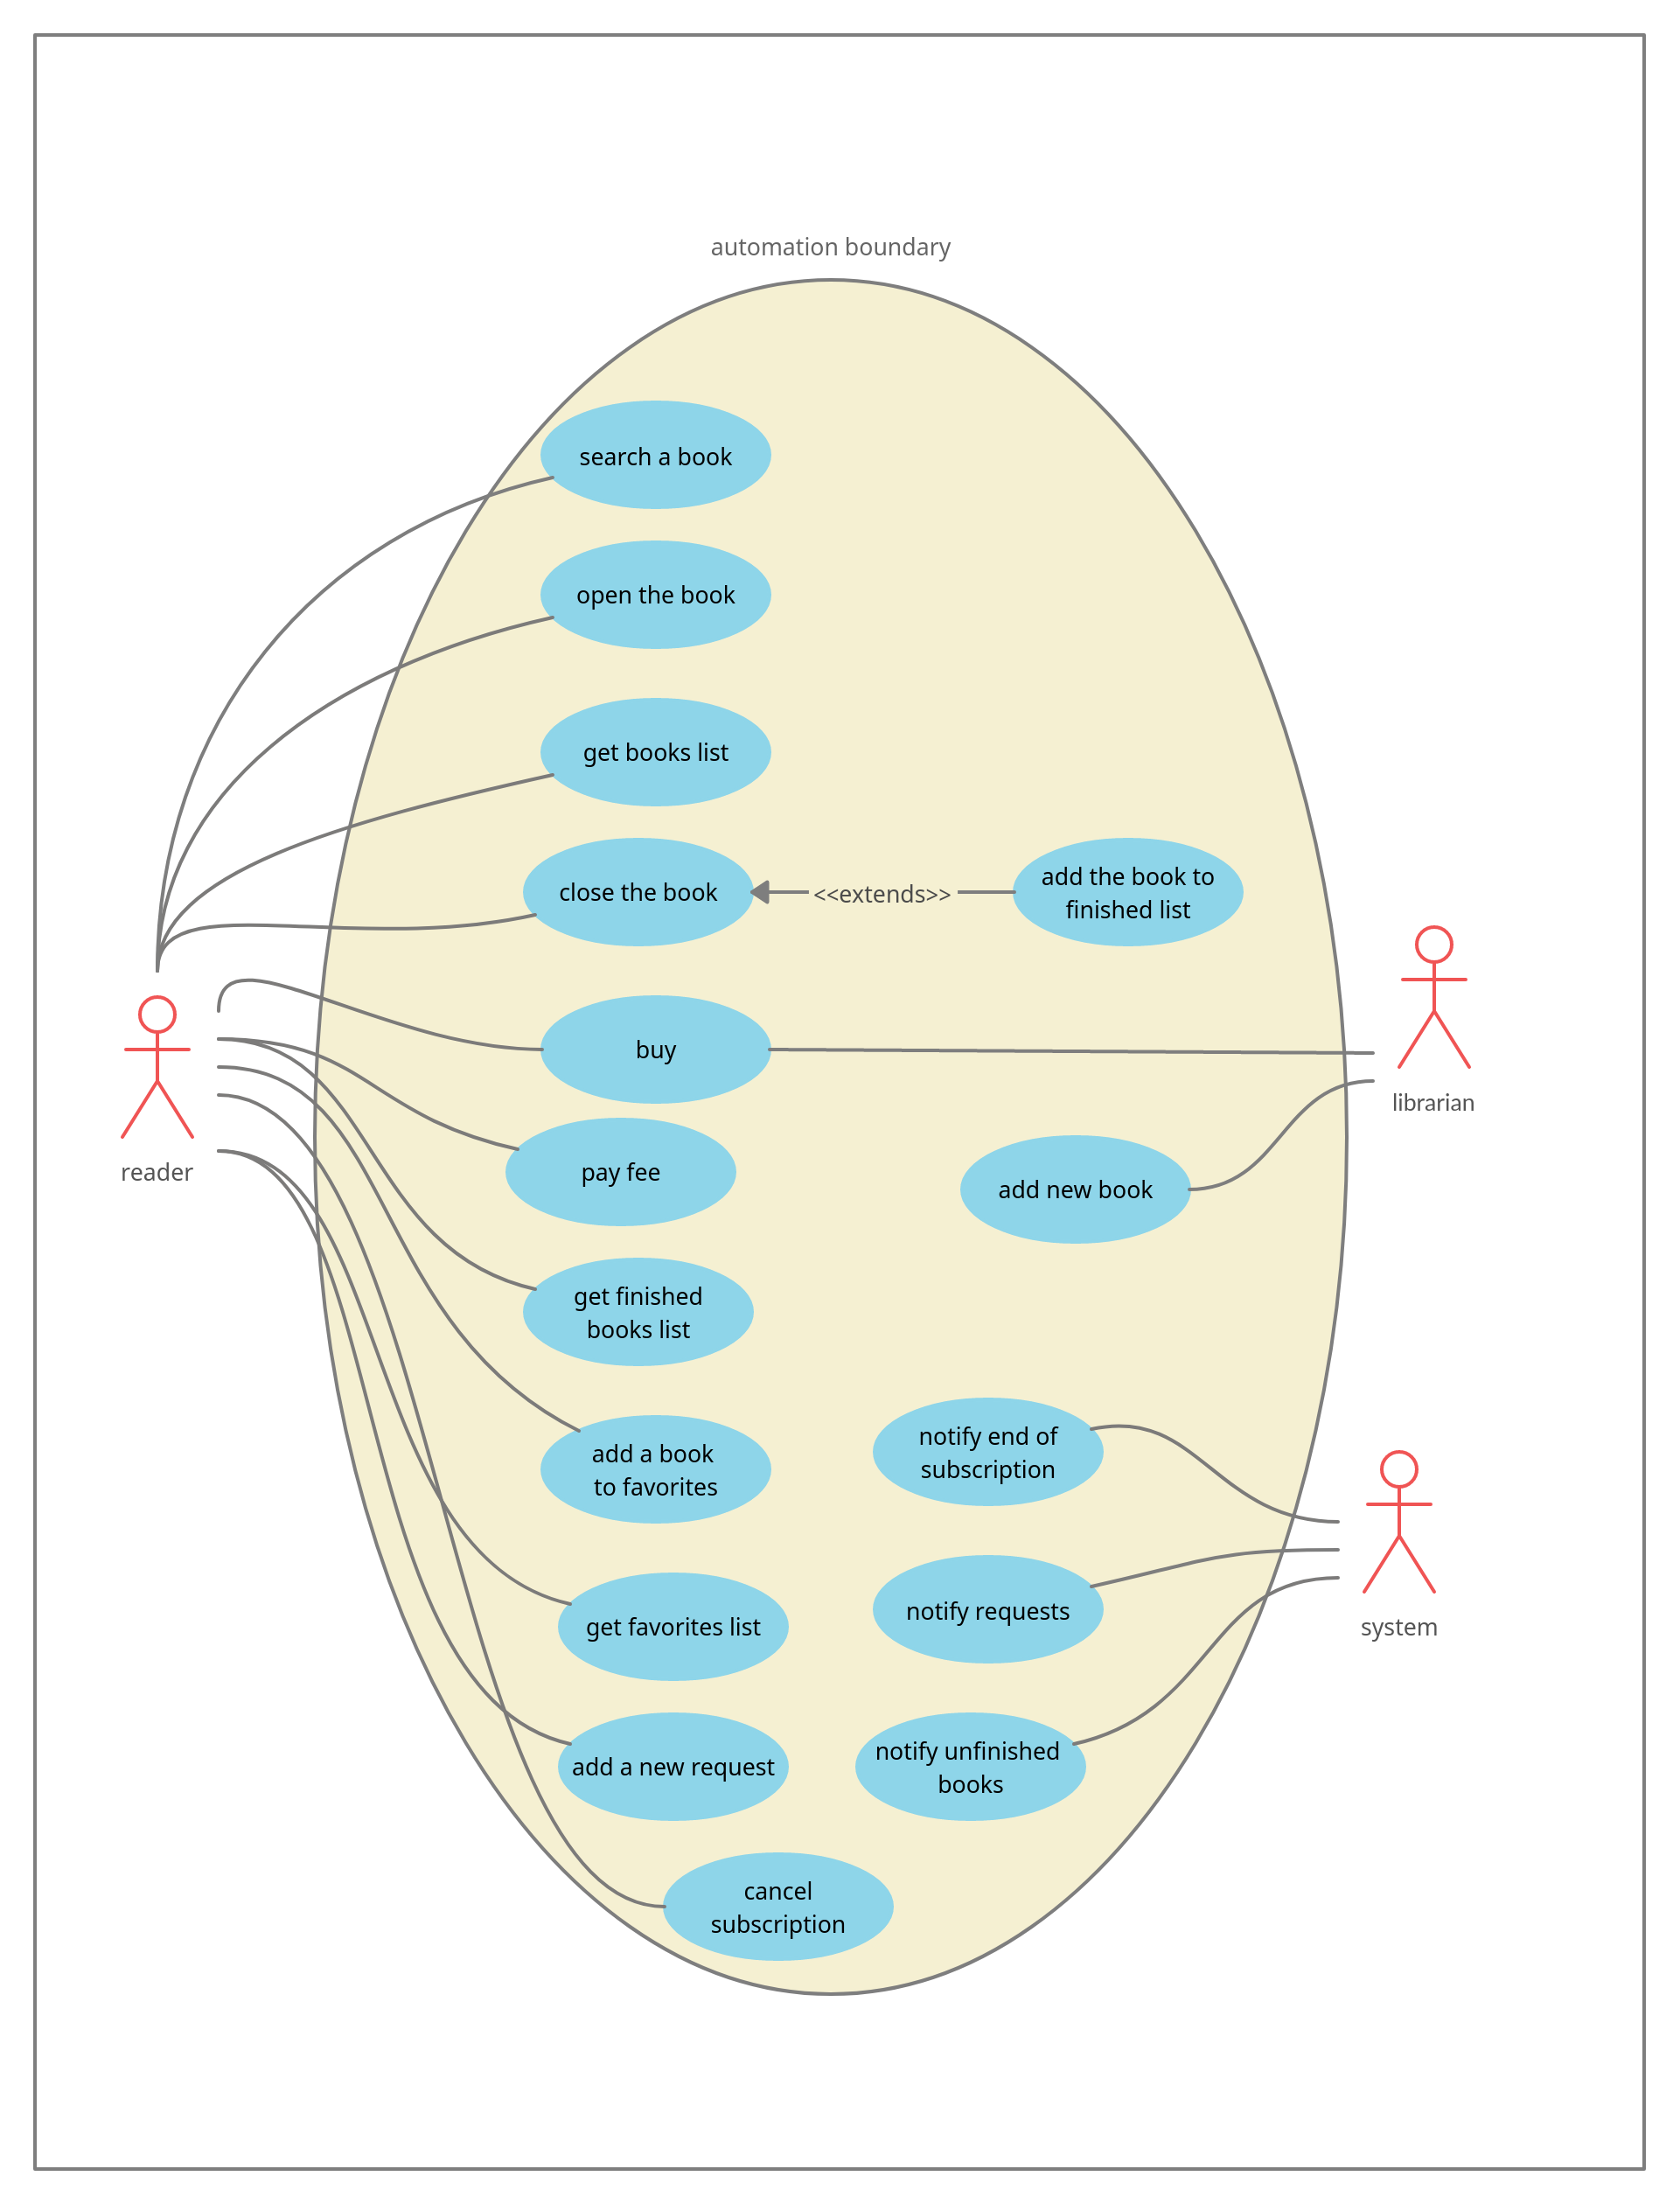 automation boundary
search a book
open the book
get books list
close the book
<<extends>>
add the book to
finished list
buy
librarian
pay fee
reader
add new book
get finished
books list
add a book
to favorites
notify end of
subscription
get favorites list
notify requests
system
add a new request
notify unfinished
books
cancel
subscription